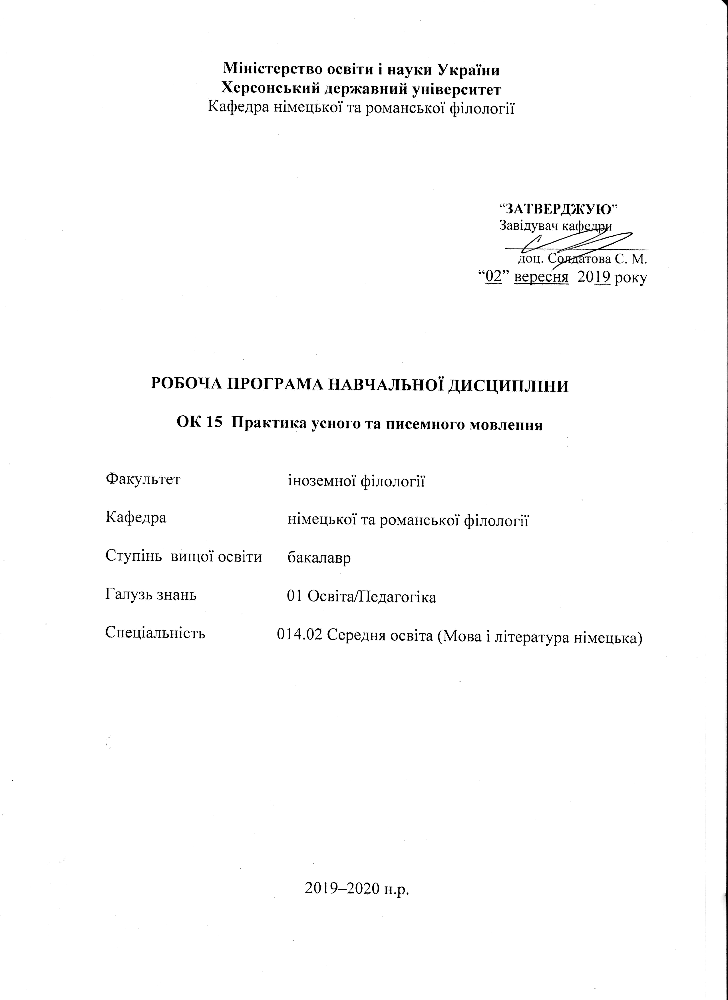 Міністерство освіти і науки України
Херсонський державний університет
Кафедра німецької та романської філології
“ЗАТВЕРДЖУЮ”
Завідувач кафедри
доц. Солдатова С. М.
“02” вересня 2019 року
РОБОЧА ПРОГРАМА НАВЧАЛЬНОЇ ДИСЦИПЛІНИ
ОК 15 Практика усного та писемного мовлення
Факультет іноземної філології
Кафедра німецької та романської філології
Ступінь вищої освіти бакалавр
Галузь знань 01 Освіта/Педагогіка
Спеціальність 014.02 Середня освіта (Мова і література німецька)
2019–2020 н.р.